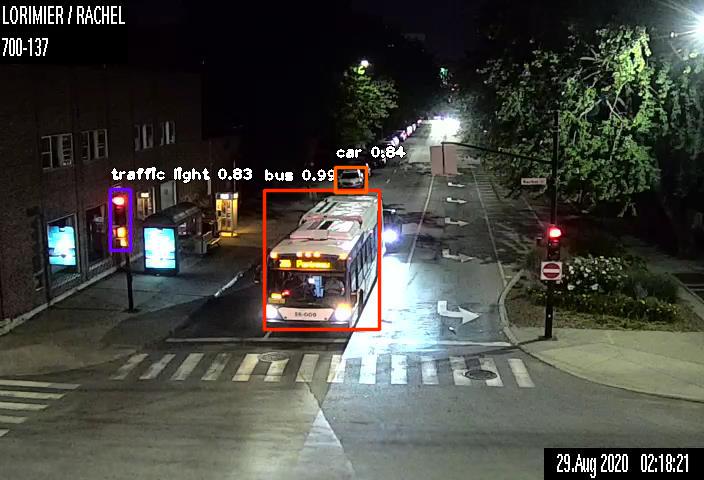 LORIMIER / RACHEL
700-137
car 0.84
traffic light 0.83
bus 0.99
29.Aug 2020 02:18:21